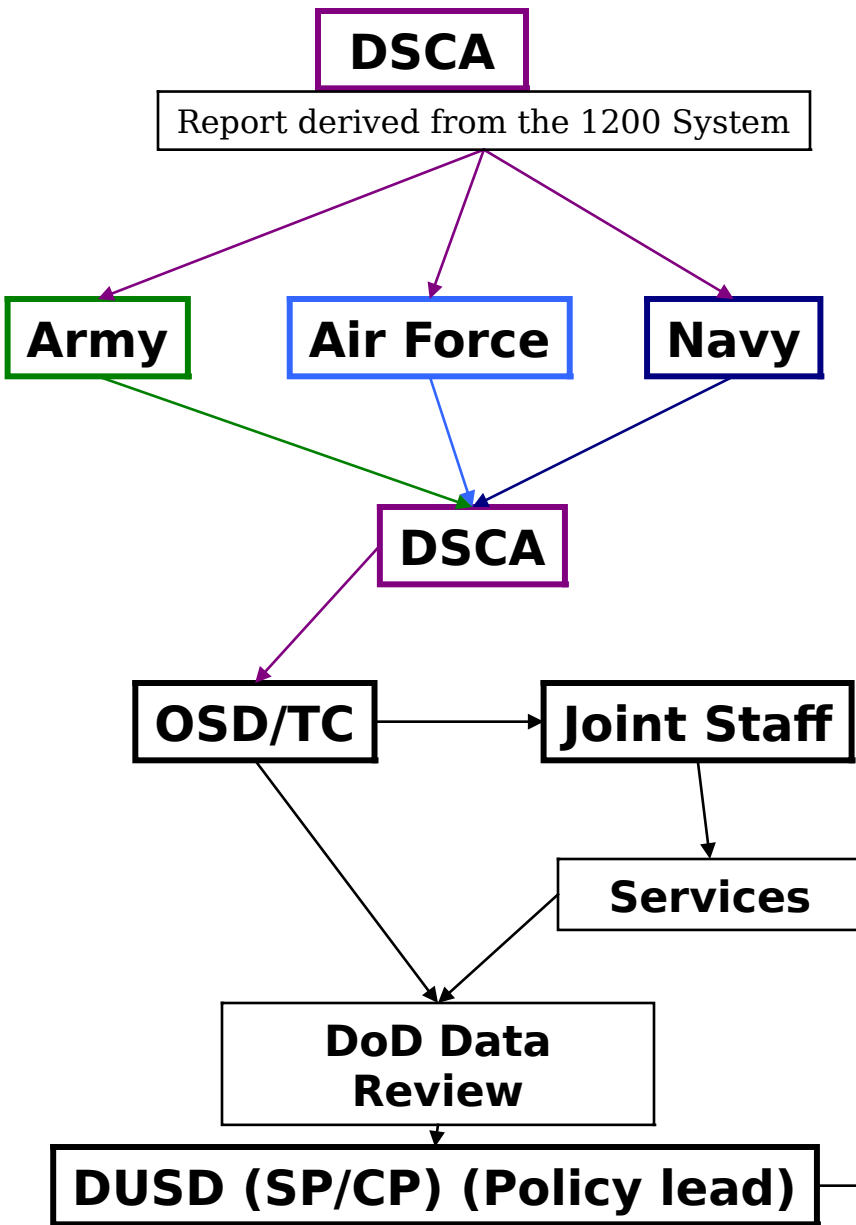 DSCA
Report derived from the 1200 System
Army
Air Force
Navy
DSCA
OSD/TC
Joint Staff
Services
DoD Data
Review
DUSD (SP/CP) (Policy lead)